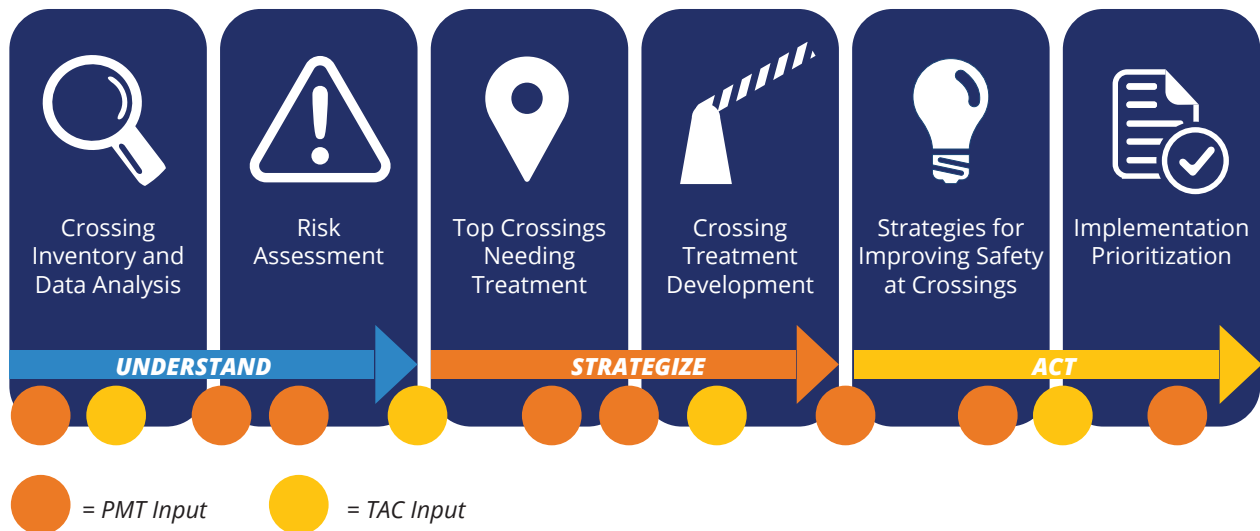 Crossing
Inventory and
Data Analysis
Risk
Assessment
Top Crossings
Needing
Treatment
Crossing
Treatment
Development
Strategies for
Improving Safety
at Crossings
Implementation
Prioritization
UNDERSTAND
STRATEGIZE
ACT
= PMT Input
= TAC Input